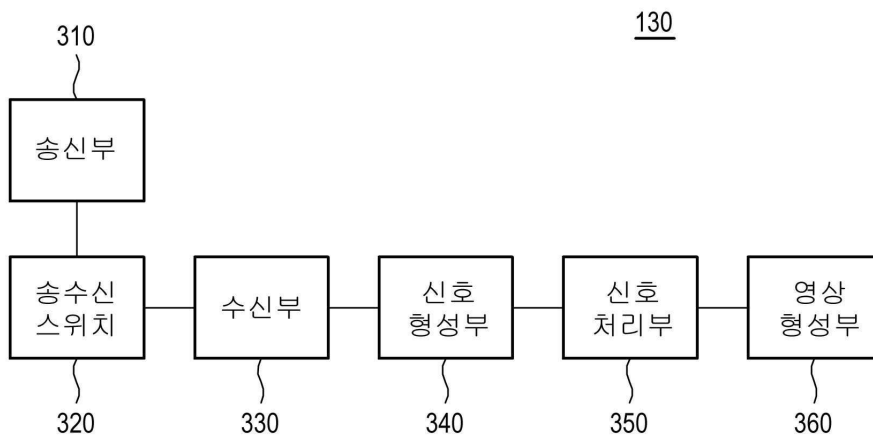 310
130
송신부
송수신
스위치
수신부
신호
형성부
신호
처리부
영상
형성부
320
330
340
350
360